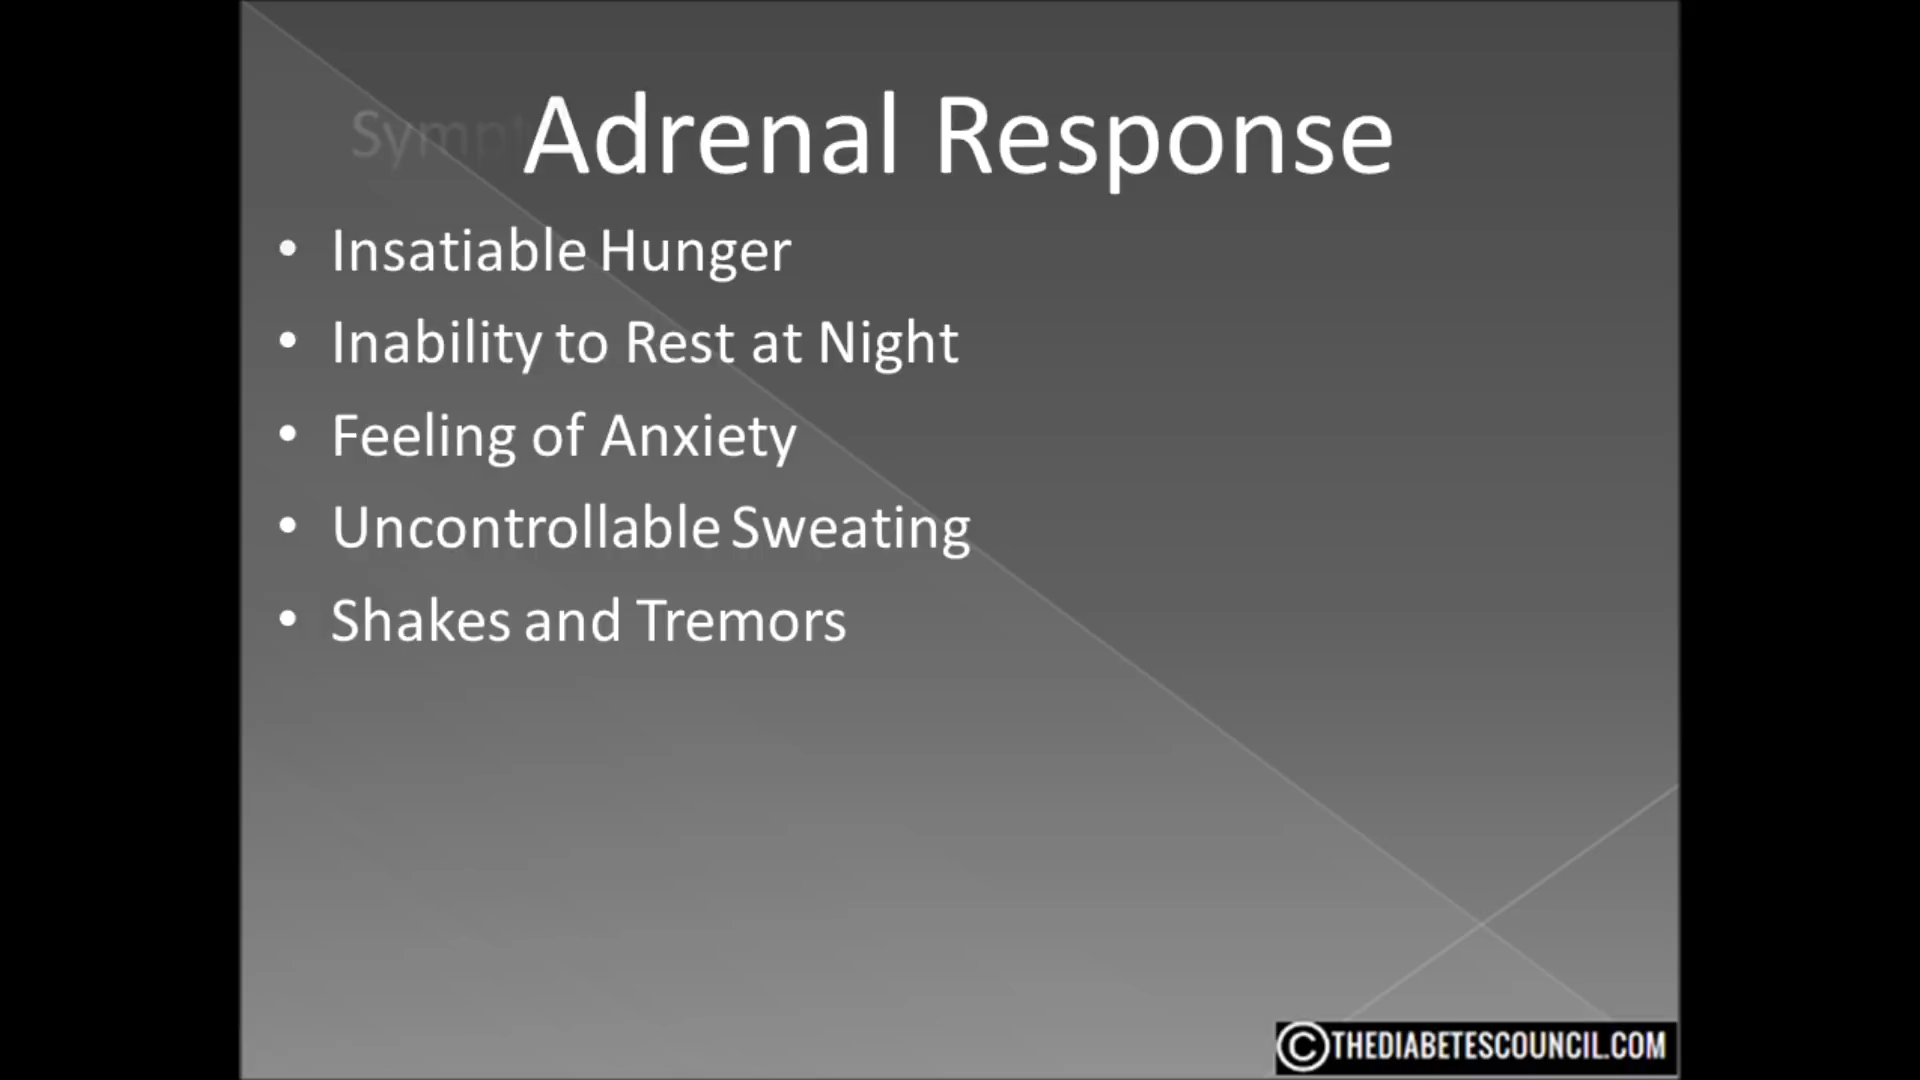 Adrenal Response
• Insatiable Hunger
• Inability to Rest at Night
• Feeling of Anxiety
• Uncontrollable Sweating
• Shakes and Tremors
©THEDIABETESCOUNCIL.COM